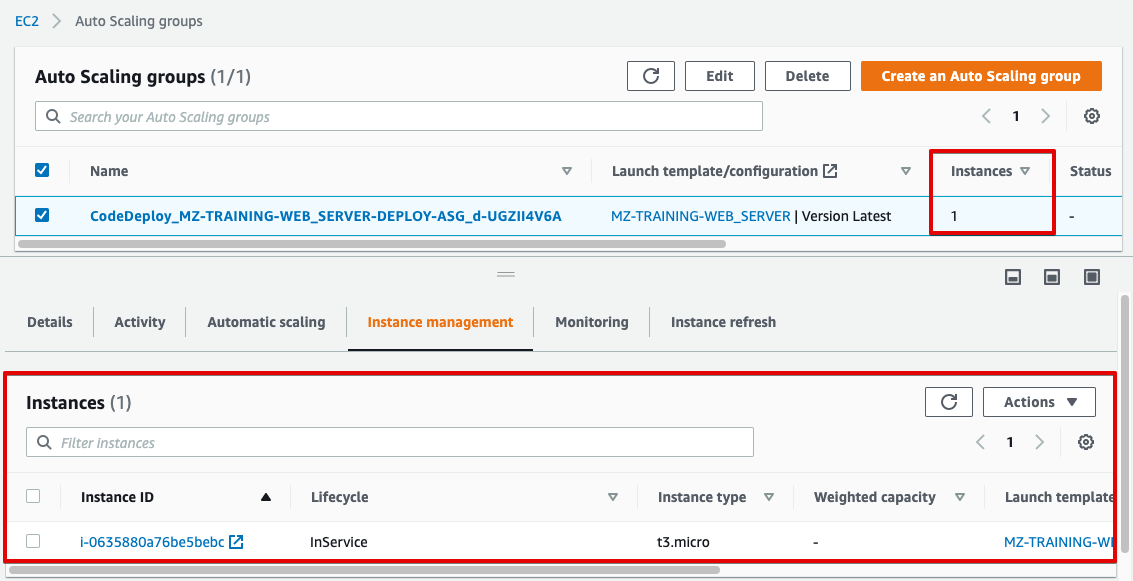 EC2 > Auto Scaling groups
Auto Scaling groups (1/1)
Edit
Delete
Create an Auto Scaling group
Search your Auto Scaling groups
1
Name
Launch template/configuration
Instances
Status
CodeDeploy_MZ-TRAINING-WEB_SERVER-DEPLOY-ASG_d-UGZII4V6A
MZ-TRAINING-WEB_SERVER | Version Latest
1
-
Details
Activity
Automatic scaling
Instance management
Monitoring
Instance refresh
Instances (1)
Actions
Filter instances
1
Instance ID
Lifecycle
Instance type
Weighted capacity
Launch template
i-0635880a76be5bebc
InService
t3.micro
-
MZ-TRAINING-WE